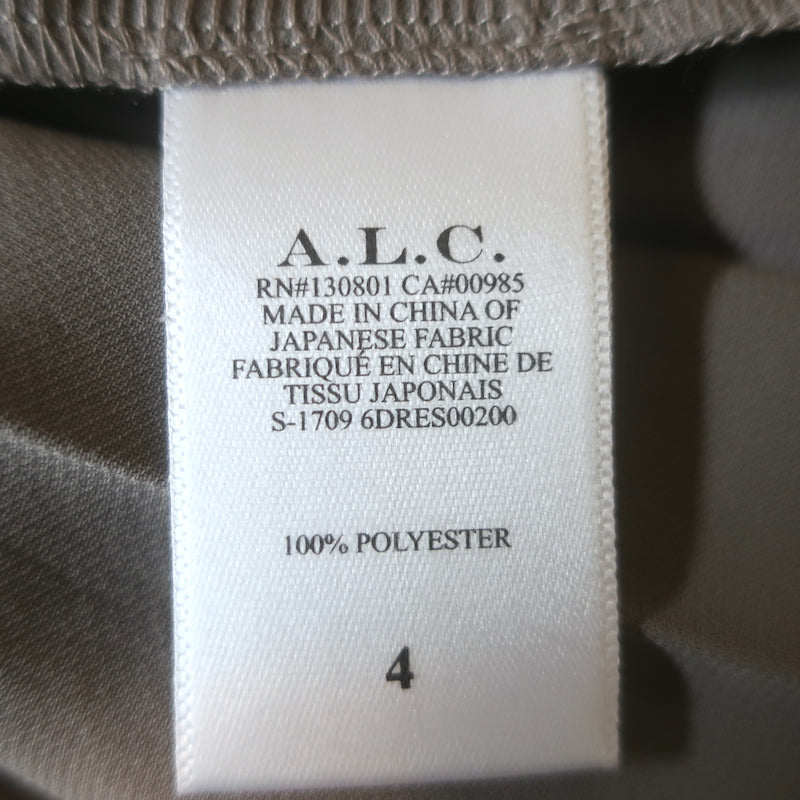 A.L.C.
RN#130801 CA#00985
MADE IN CHINA OF
JAPANESE FABRIC
FABRIQUÉ EN CHINE DE
TISSU JAPONAIS
S-1709 6DRES00200
100% POLYESTER
4